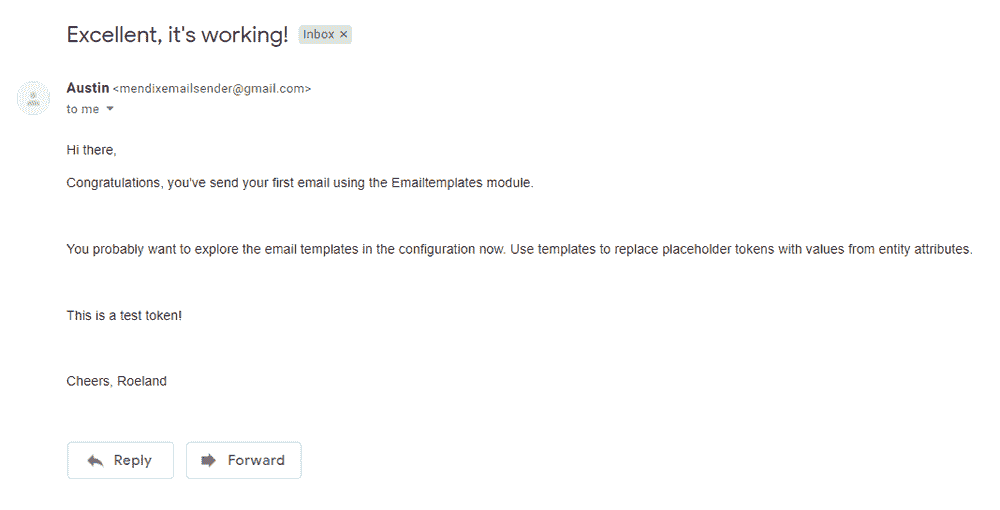 Excellent, it's working! Inbox ×
Austin <mendixemailsender@gmail.com>
to me
Hi there,
Congratulations, you've send your first email using the Emailtemplates module.
You probably want to explore the email templates in the configuration now. Use templates to replace placeholder tokens with values from entity attributes.
This is a test token!
Cheers, Roeland
Reply Forward